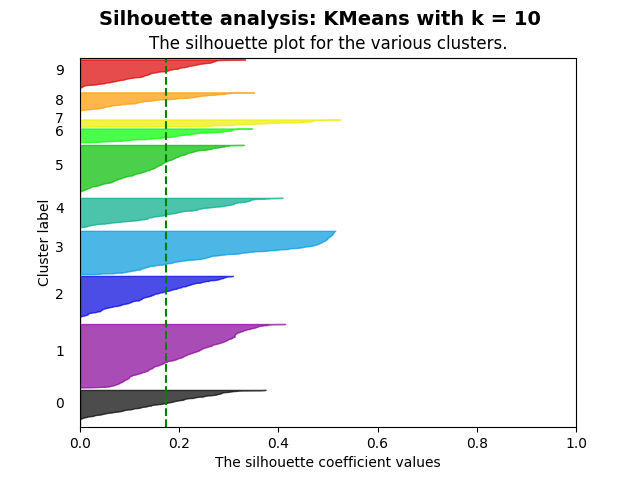 Silhouette analysis: KMeans with k = 10
The silhouette plot for the various clusters.
Cluster label
9
8
7
6
5
4
3
2
1
0
0.0 0.2 0.4 0.6 0.8 1.0
The silhouette coefficient values